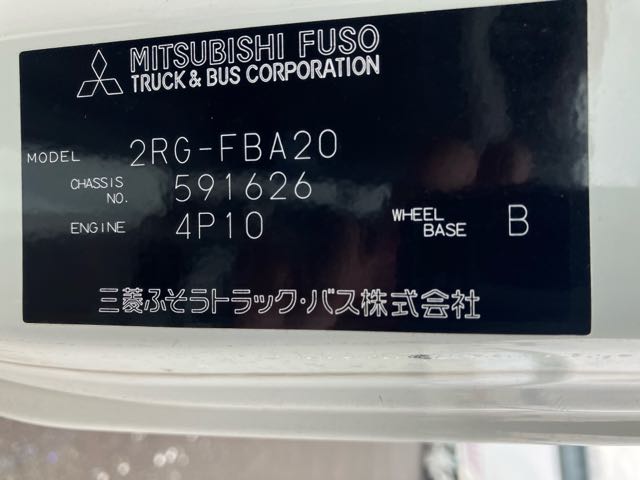 MITSUBISHI FUSO
TRUCK & BUS CORPORATION
MODEL 2RG-FBA20
CHASSIS NO. 591626
ENGINE 4P10 WHEEL BASE B
三菱ふそうトラック・バス株式会社